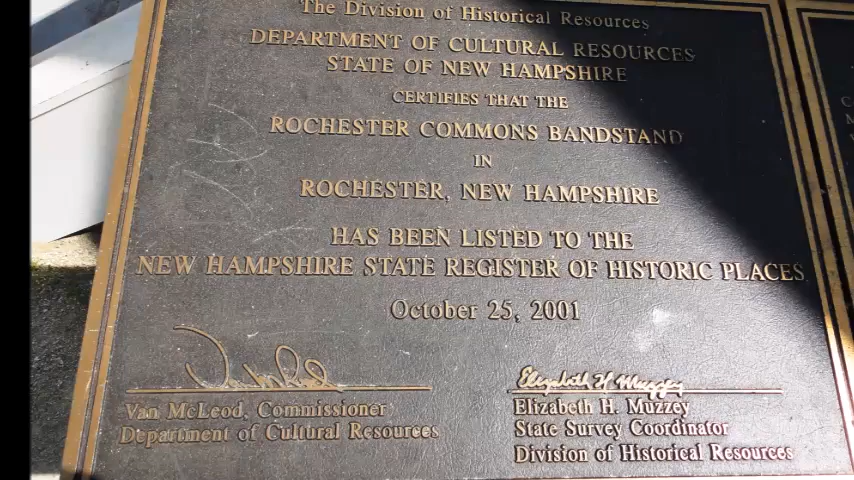 The Division of Historical Resources
DEPARTMENT OF CULTURAL RESOURCES
STATE OF NEW HAMPSHIRE
CERTIFIES THAT THE
ROCHESTER COMMONS BANDSTAND
IN
ROCHESTER, NEW HAMPSHIRE
HAS BEEN LISTED TO THE
NEW HAMPSHIRE STATE REGISTER OF HISTORIC PLACES
October 25, 2001
Van McLeod, Commissioner
Department of Cultural Resources
Elizabeth H Muzzey
Elizabeth H. Muzzey
State Survey Coordinator
Division of Historical Resources